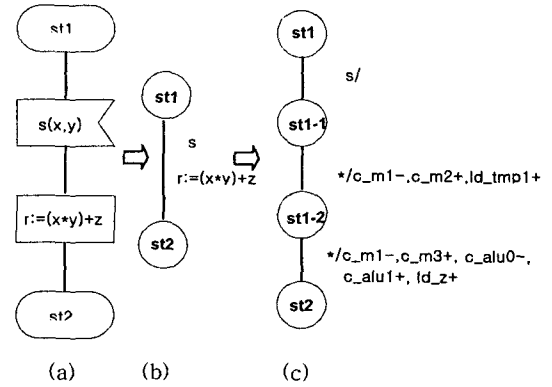 st1
s(x,y)
r:=(x*y)+z
st2
(a)
st1
s
r:=(x*y)+z
st2
(b)
st1
s/
st1-1
*/c_m1-,c_m2+,ld_tmp1+
st1-2
*/c_m1-,c_m3+, c_alu0~,
c_alu1+, ld_z+
st2
(c)